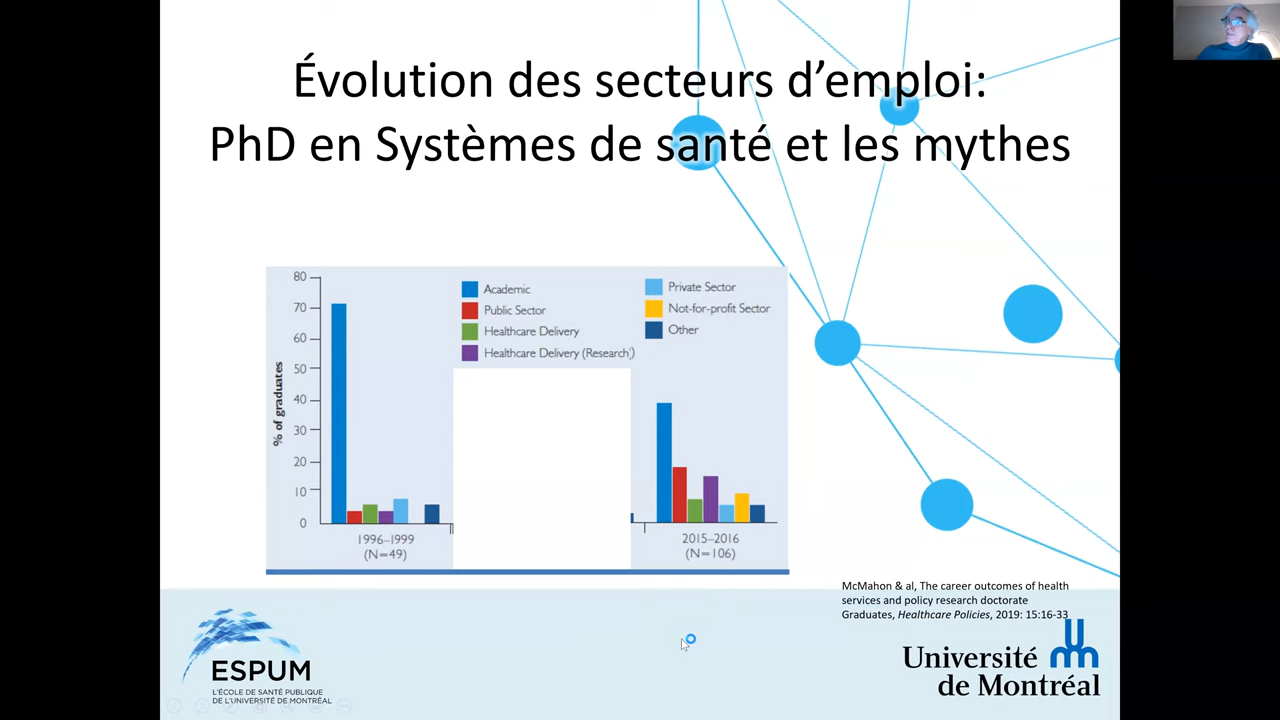 Évolution des secteurs d’emploi:
PhD en Systèmes de santé et les mythes
80
70
60
50
40
30
20
10
0
% of graduates
Academic
Public Sector
Healthcare Delivery
Healthcare Delivery (Research)
Private Sector
Not-for-profit Sector
Other
1996–1999
(N=49)
2015–2016
(N=106)
McMahon & al, The career outcomes of health
services and policy research doctorate
Graduates, Healthcare Policies, 2019: 15:16-33
ESPUM
L’ÉCOLE DE SANTÉ PUBLIQUE
DE L’UNIVERSITÉ DE MONTRÉAL
Université
de Montréal